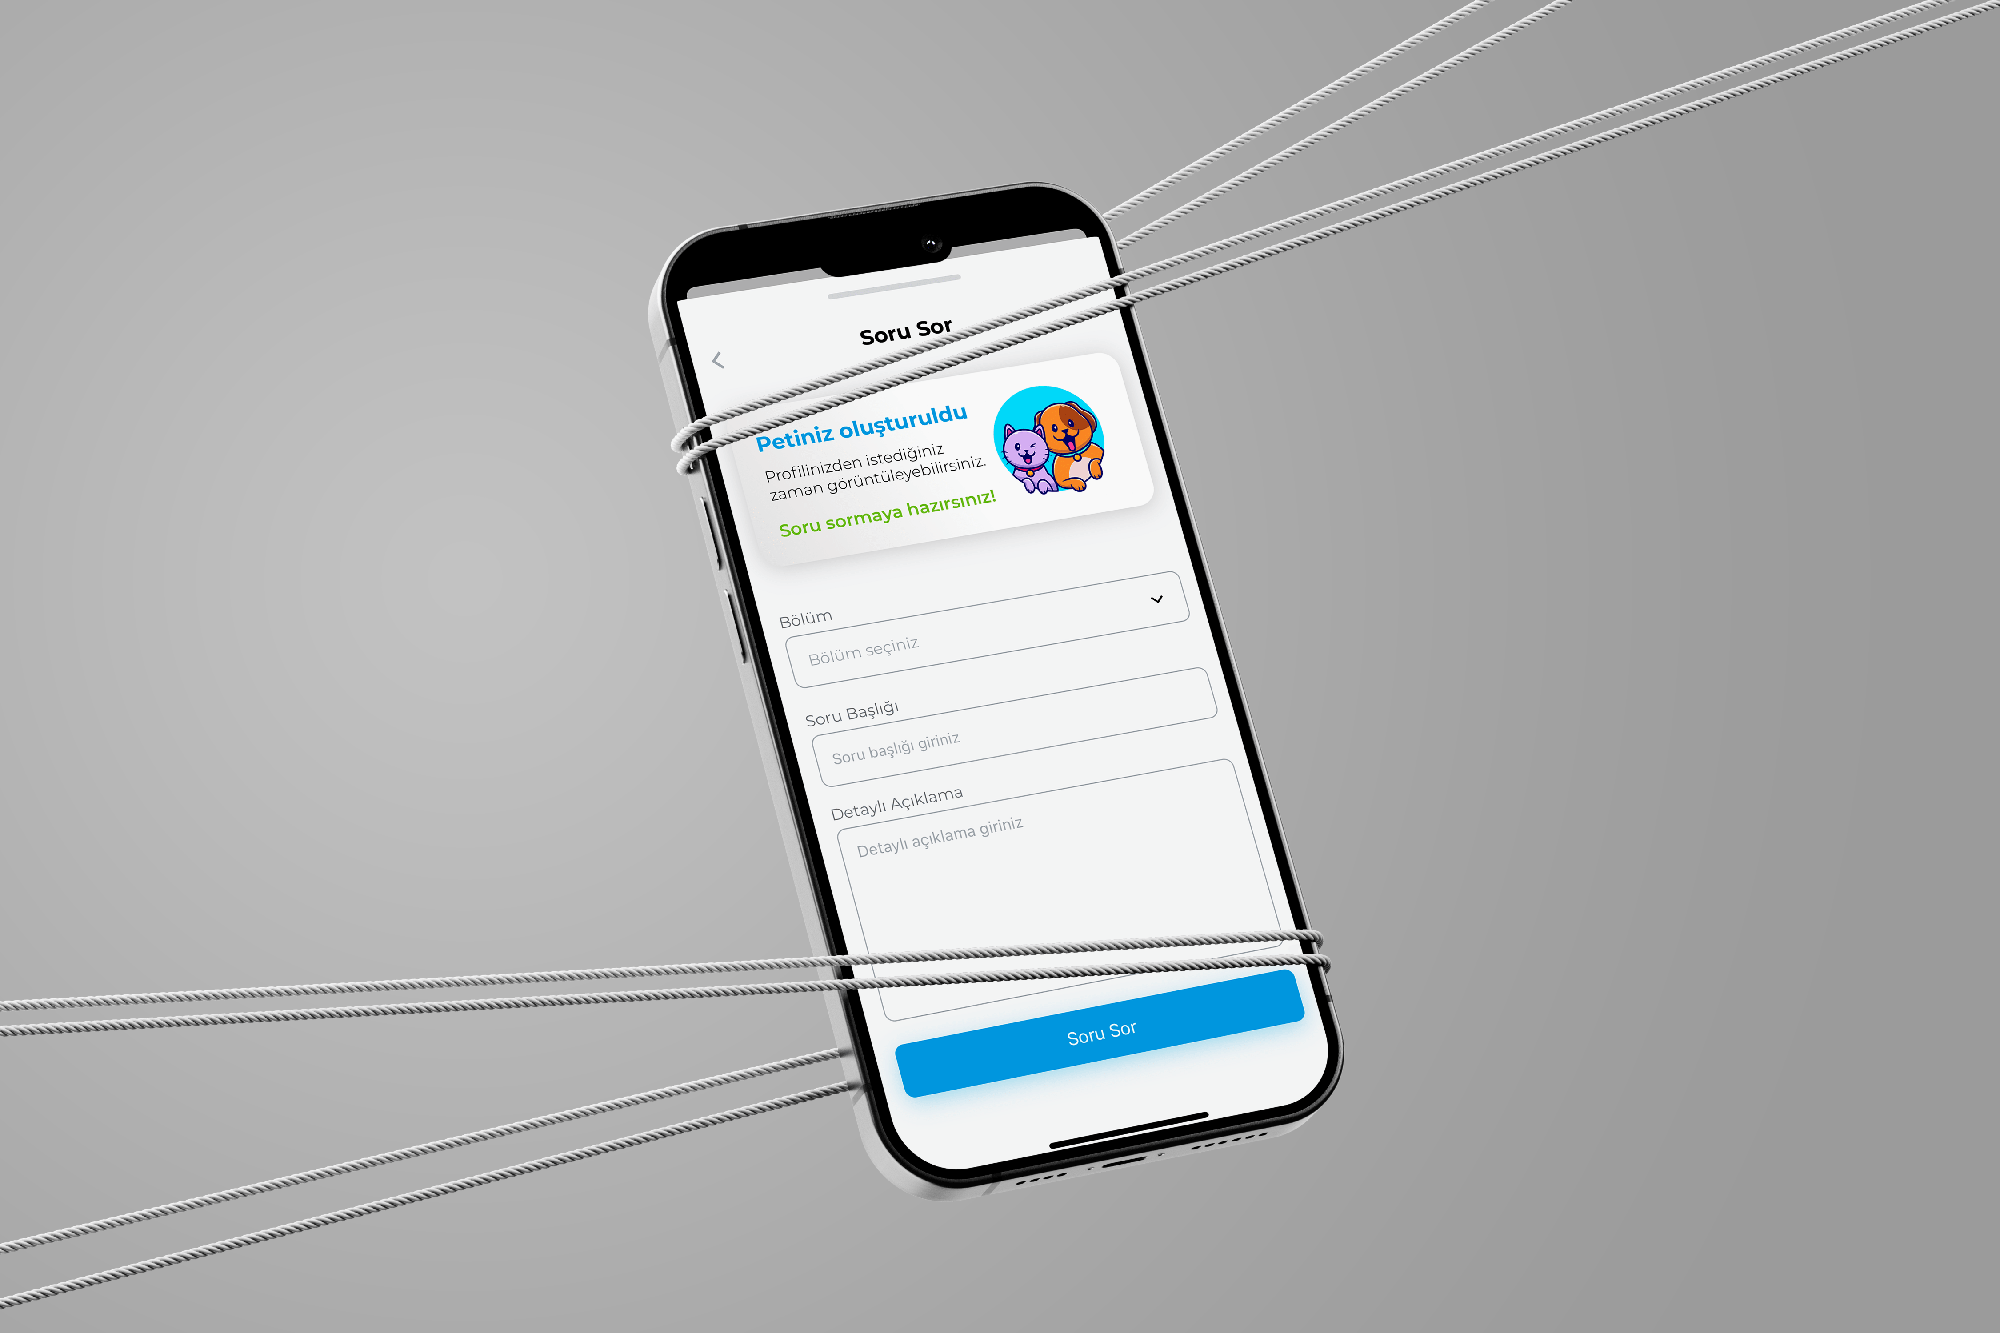 Soru Sor
Petiniz oluşturuldu
Profilinizden istediğiniz
zaman görüntüleyebilirsiniz.
Soru sormaya hazırsınız!
Bölüm
Bölüm seçiniz
Soru Başlığı
Soru başlığı giriniz
Detaylı Açıklama
Detaylı açıklama giriniz
Soru Sor